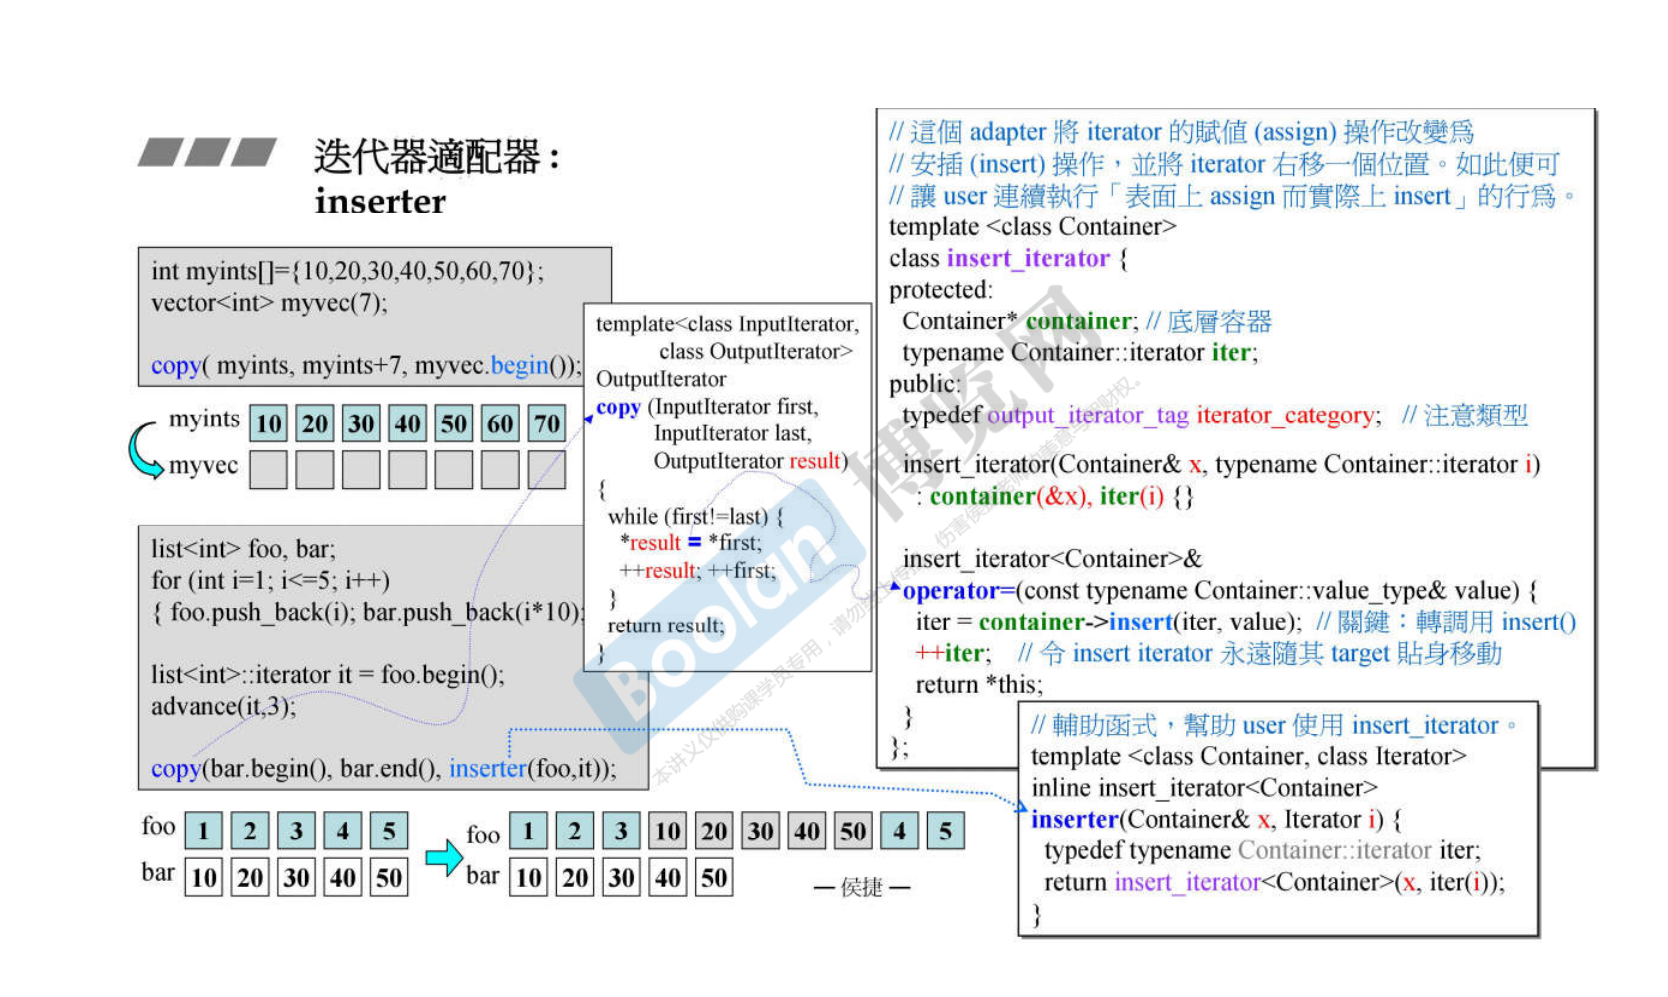 迭代器適配器：
inserter
int myints[]={10,20,30,40,50,60,70};
vector<int> myvec(7);
copy( myints, myints+7, myvec.begin());
myints 10 20 30 40 50 60 70
myvec
list<int> foo, bar;
for (int i=1; i<=5; i++)
{ foo.push_back(i); bar.push_back(i*10);
list<int>::iterator it = foo.begin();
advance(it,3);
copy(bar.begin(), bar.end(), inserter(foo,it));
foo 1 2 3 4 5
bar 10 20 30 40 50
foo 1 2 3 10 20 30 40 50 4 5
bar 10 20 30 40 50
— 侯捷 —
template<class InputIterator,
class OutputIterator>
OutputIterator
copy (InputIterator first,
InputIterator last,
OutputIterator result)
{
while (first!=last) {
*result = *first;
++result; ++first;
}
return result;
}
// 這個 adapter 將 iterator 的賦值 (assign) 操作改變爲
// 安插 (insert) 操作，並將 iterator 右移一個位置。如此便可
// 讓 user 連續執行「表面上 assign 而實際上 insert」的行爲。
template <class Container>
class insert_iterator {
protected:
Container* container; // 底層容器
typename Container::iterator iter;
public:
typedef output_iterator_tag iterator_category; // 注意類型
insert_iterator(Container& x, typename Container::iterator i)
: container(&x), iter(i) {}
insert_iterator<Container>&
operator=(const typename Container::value_type& value) {
iter = container->insert(iter, value); // 關鍵：轉調用 insert()
++iter; // 令 insert iterator 永遠隨其 target 貼身移動
return *this;
}
};
// 輔助函式，幫助 user 使用 insert_iterator。
template <class Container, class Iterator>
inline insert_iterator<Container>
inserter(Container& x, Iterator i) {
typedef typename Container::iterator iter;
return insert_iterator<Container>(x, iter(i));
}
Boolan 博览网
本讲义仅供购课学员专用，请勿